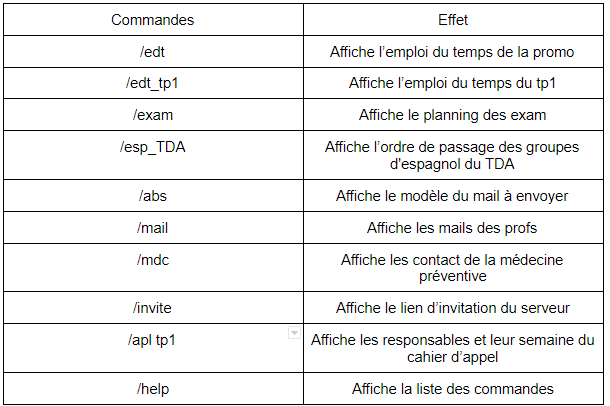 Commandes Effet
/edt Affiche l’emploi du temps de la promo
/edt_tp1 Affiche l’emploi du temps du tp1
/exam Affiche le planning des exam
/esp_TDA Affiche l’ordre de passage des groupes
d'espagnol du TDA
/abs Affiche le modèle du mail à envoyer
/mail Affiche les mails des profs
/mdc Affiche les contact de la médecine
préventive
/invite Affiche le lien d’invitation du serveur
/apl tp1 Affiche les responsables et leur semaine du
cahier d’appel
/help Affiche la liste des commandes